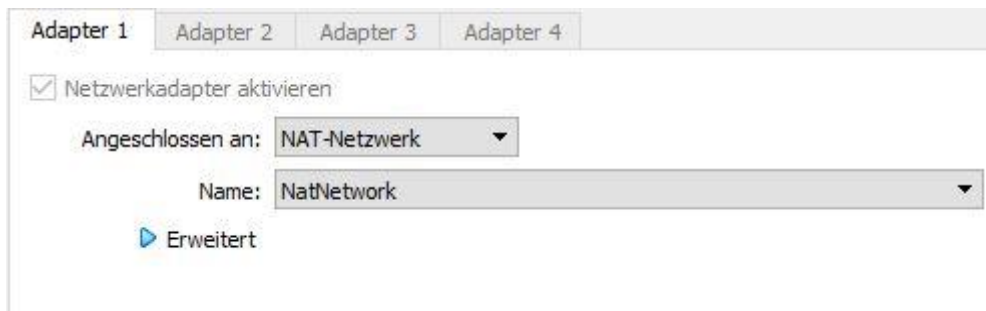 Adapter 1 Adapter 2 Adapter 3 Adapter 4
Netzwerkadapter aktivieren
Angeschlossen an: NAT-Netzwerk
Name: NatNetwork
Erweitert